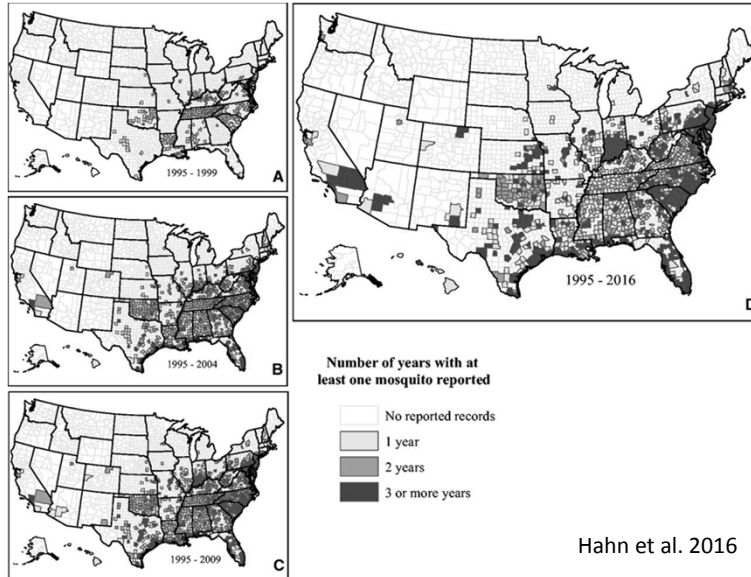 1995 - 1999
A
1995 - 2004
B
1995 - 2009
C
1995 - 2016
D
Number of years with at
least one mosquito reported
No reported records
1 year
2 years
3 or more years
Hahn et al. 2016